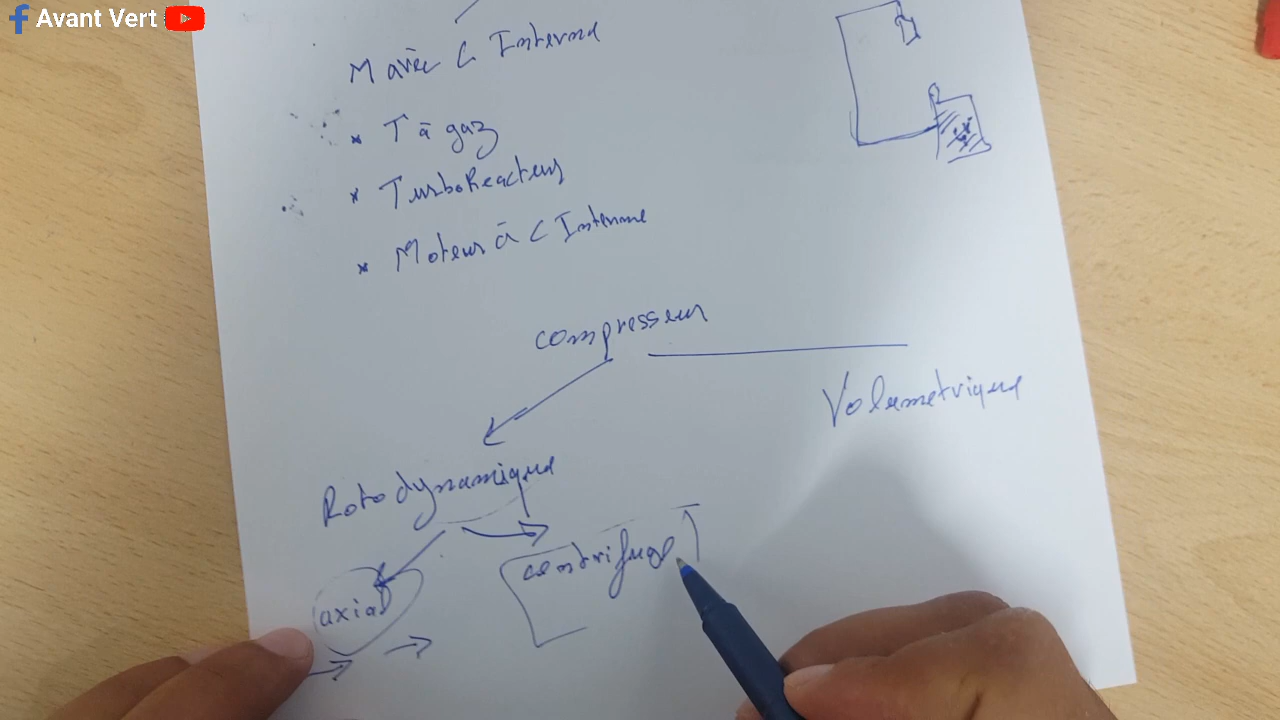 Avant Vert
M avec C Interne
* T à gaz
* TurboReacteurs
* Moteur à C Interne
compresseur
Volumetrique
Rotodynamique
centrifuge
axial